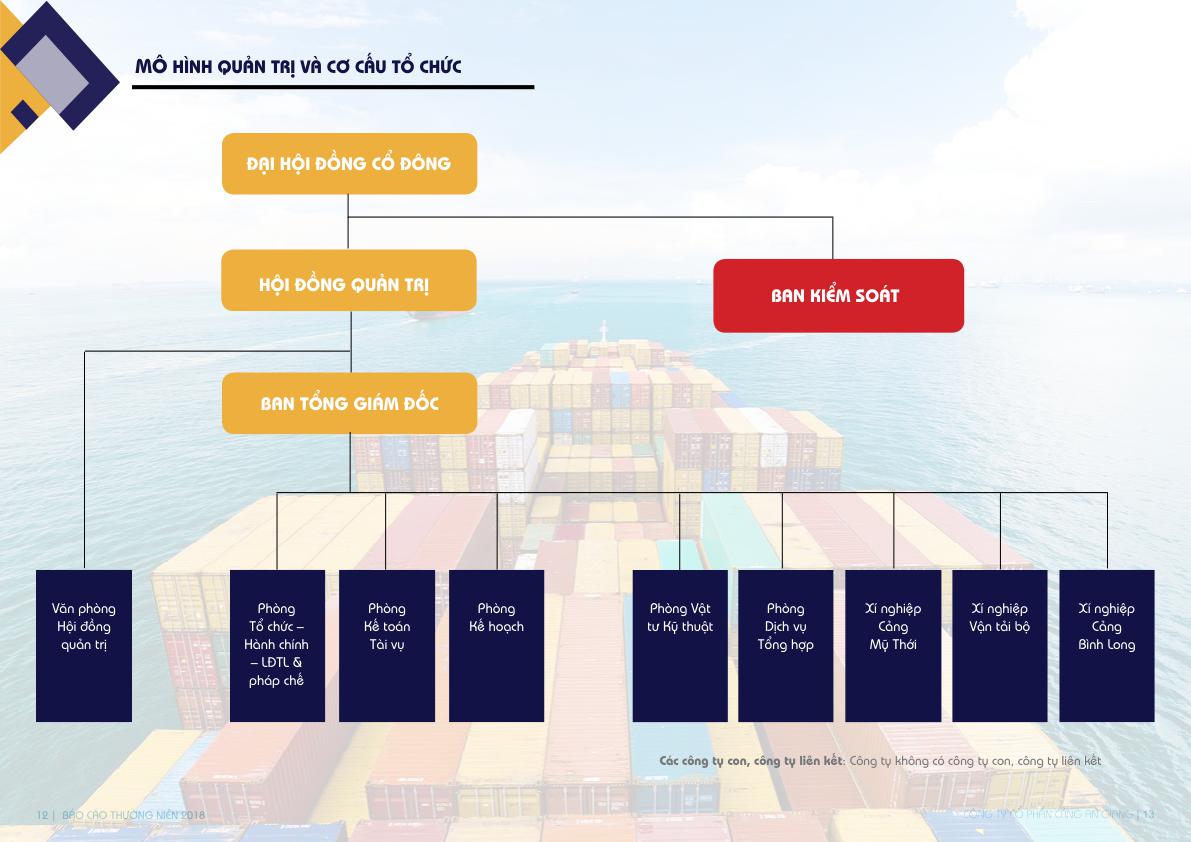 MÔ HÌNH QUẢN TRỊ VÀ CƠ CẤU TỔ CHỨC
ĐẠI HỘI ĐỒNG CỔ ĐÔNG
HỘI ĐỒNG QUẢN TRỊ
BAN KIỂM SOÁT
BAN TỔNG GIÁM ĐỐC
Văn phòng
Hội đồng
quản trị
Phòng
Tổ chức –
Hành chính
– LĐTL &
pháp chế
Phòng
Kế toán
Tài vụ
Phòng
Kế hoạch
Phòng Vật
tư Kỹ thuật
Phòng
Dịch vụ
Tổng hợp
Xí nghiệp
Cảng
Mỹ Thới
Xí nghiệp
Vận tải bộ
Xí nghiệp
Cảng
Bình Long
Các công ty con, công ty liên kết: Công ty không có công ty con, công ty liên kết
12 | BÁO CÁO THƯỜNG NIÊN 2018
CÔNG TY CỔ PHẦN CẢNG AN GIANG | 13